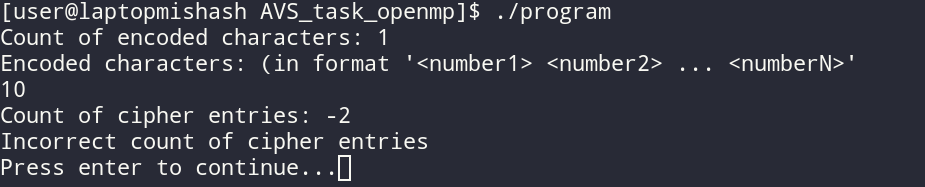 [user@laptopmishash AVS_task_openmp]$ ./program
Count of encoded characters: 1
Encoded characters: (in format '<number1> <number2> ... <numberN>'
10
Count of cipher entries: -2
Incorrect count of cipher entries
Press enter to continue...